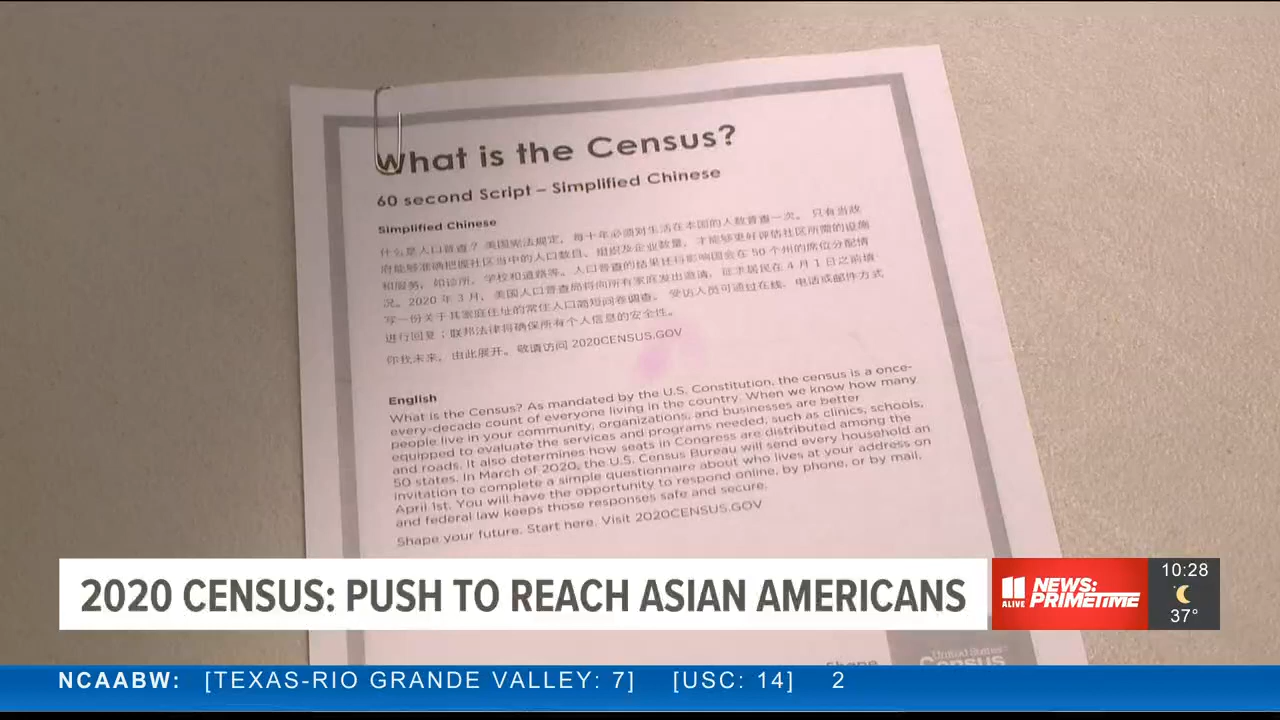 What is the Census?
60 second Script – Simplified Chinese
Simplified Chinese
什么是人口普查？美国宪法规定，每十年必须对生活在本国的人数普查一次。 只有当政
府能够准确把握社区当中的人口数目、组织及企业数量，才能够更好评估社区所需的设施
和服务，如诊所、学校和道路等。人口普查的结果还将影响国会在 50 个州的席位分配情
况。2020 年 3 月，美国人口普查局将向所有家庭发出邀请，征求居民在 4 月 1 日之前填
写一份关于其家庭住址的常住人口简短问卷调查。 受访人员可通过在线，电话或邮件方式
进行回复；联邦法律将确保所有个人信息的安全性。
你我未来，由此展开。敬请访问 2020CENSUS.GOV
English
What is the Census? As mandated by the U.S. Constitution, the census is a once-
every-decade count of everyone living in the country. When we know how many
people live in your community, organizations, and businesses are better
equipped to evaluate the services and programs needed, such as clinics, schools,
and roads. It also determines how seats in Congress are distributed among the
50 states. In March of 2020, the U.S. Census Bureau will send every household an
invitation to complete a simple questionnaire about who lives at your address on
April 1st. You will have the opportunity to respond online, by phone, or by mail,
and federal law keeps those responses safe and secure.
Shape your future. Start here. Visit 2020CENSUS.GOV
Shape
United States
Census
2020 CENSUS: PUSH TO REACH ASIAN AMERICANS
11 ALIVE NEWS: PRIMETIME
10:28
37°
NCAABW: [TEXAS-RIO GRANDE VALLEY: 7] [USC: 14] 2